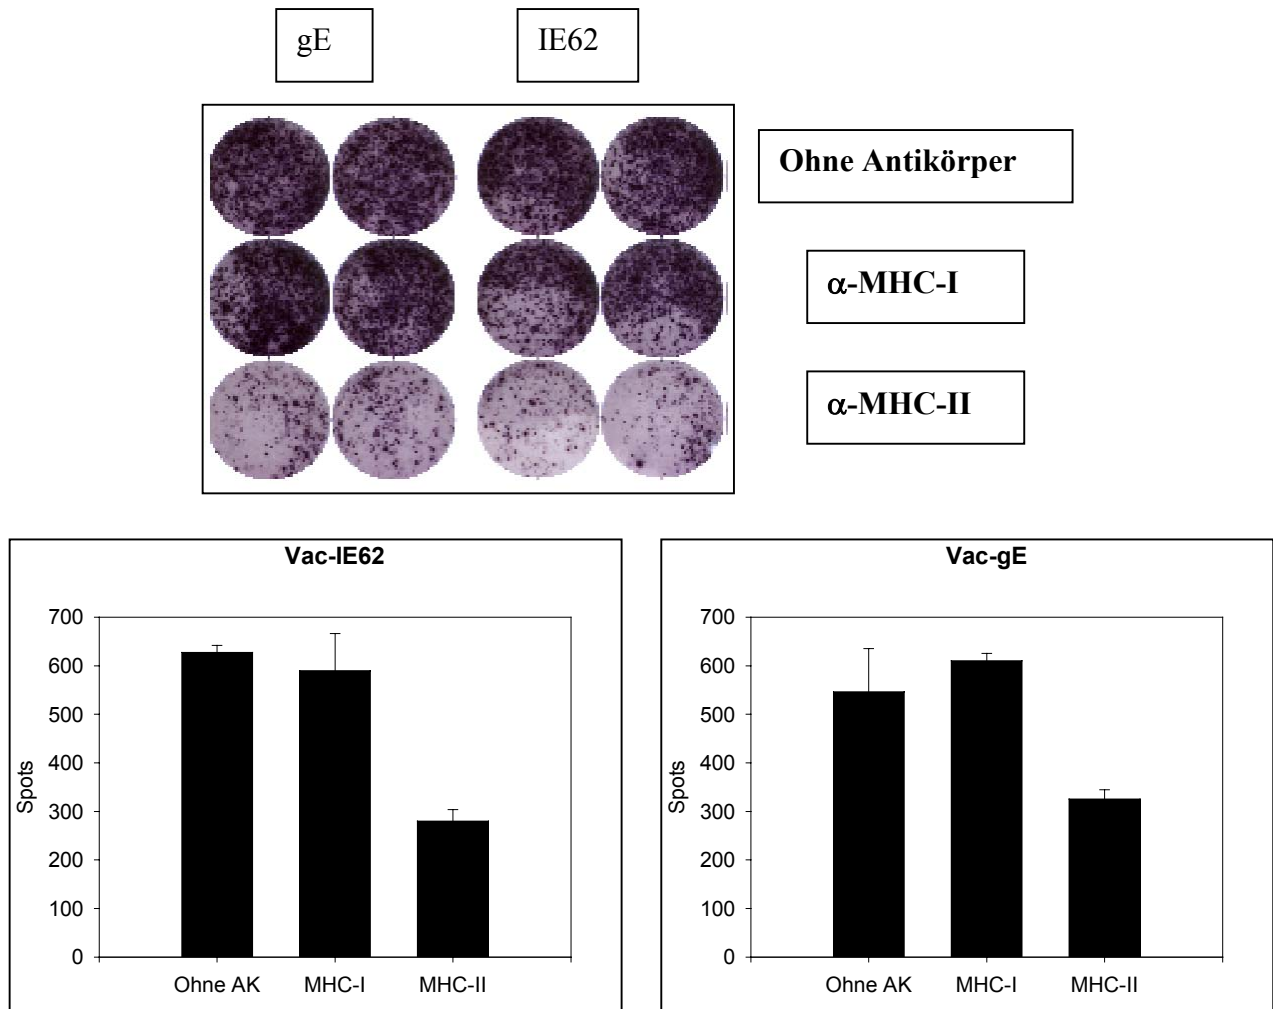 gE
IE62
Ohne Antikörper
α-MHC-I
α-MHC-II
Vac-IE62
700
600
500
400
300
200
100
0
Spots
Ohne AK MHC-I MHC-II
Vac-gE
700
600
500
400
300
200
100
0
Spots
Ohne AK MHC-I MHC-II